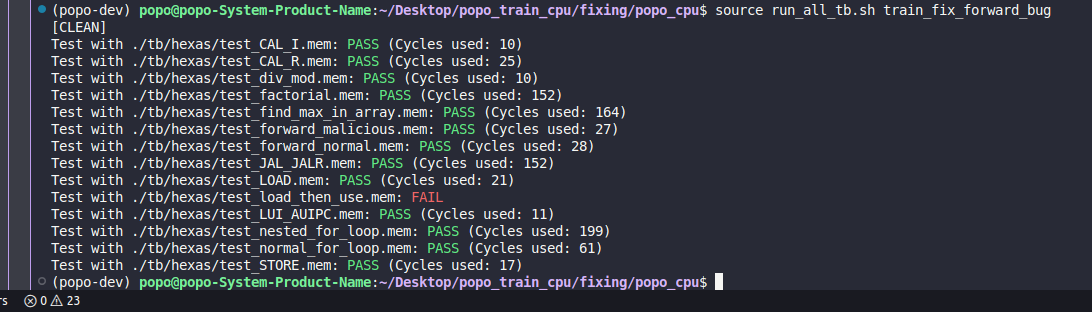 (popo-dev) popo@popo-System-Product-Name:~/Desktop/popo_train_cpu/fixing/popo_cpu$ source run_all_tb.sh train_fix_forward_bug
[CLEAN]
Test with ./tb/hexas/test_CAL_I.mem: PASS (Cycles used: 10)
Test with ./tb/hexas/test_CAL_R.mem: PASS (Cycles used: 25)
Test with ./tb/hexas/test_div_mod.mem: PASS (Cycles used: 10)
Test with ./tb/hexas/test_factorial.mem: PASS (Cycles used: 152)
Test with ./tb/hexas/test_find_max_in_array.mem: PASS (Cycles used: 164)
Test with ./tb/hexas/test_forward_malicious.mem: PASS (Cycles used: 27)
Test with ./tb/hexas/test_forward_normal.mem: PASS (Cycles used: 28)
Test with ./tb/hexas/test_JAL_JALR.mem: PASS (Cycles used: 152)
Test with ./tb/hexas/test_LOAD.mem: PASS (Cycles used: 21)
Test with ./tb/hexas/test_load_then_use.mem: FAIL
Test with ./tb/hexas/test_LUI_AUIPC.mem: PASS (Cycles used: 11)
Test with ./tb/hexas/test_nested_for_loop.mem: PASS (Cycles used: 199)
Test with ./tb/hexas/test_normal_for_loop.mem: PASS (Cycles used: 61)
Test with ./tb/hexas/test_STORE.mem: PASS (Cycles used: 17)
(popo-dev) popo@popo-System-Product-Name:~/Desktop/popo_train_cpu/fixing/popo_cpu$
rs 0 23